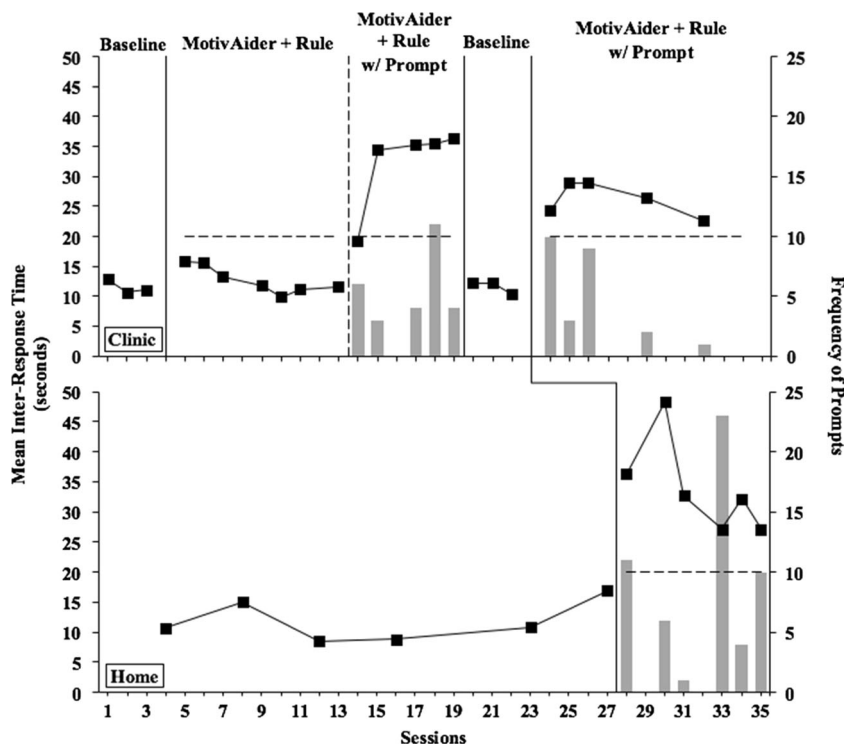 Baseline
MotivAider + Rule
MotivAider
+ Rule
w/ Prompt
Baseline
MotivAider + Rule
w/ Prompt
50
45
40
35
30
25
20
15
10
5
0
25
20
15
10
5
0
Clinic
Mean Inter-Response Time
(seconds)
Frequency of Prompts
50
45
40
35
30
25
20
15
10
5
0
25
20
15
10
5
0
Home
1 3 5 7 9 11 13 15 17 19 21 23 25 27 29 31 33 35
Sessions